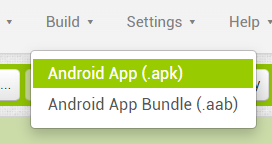 Build Settings Help
...
Android App (.apk)
Android App Bundle (.aab)